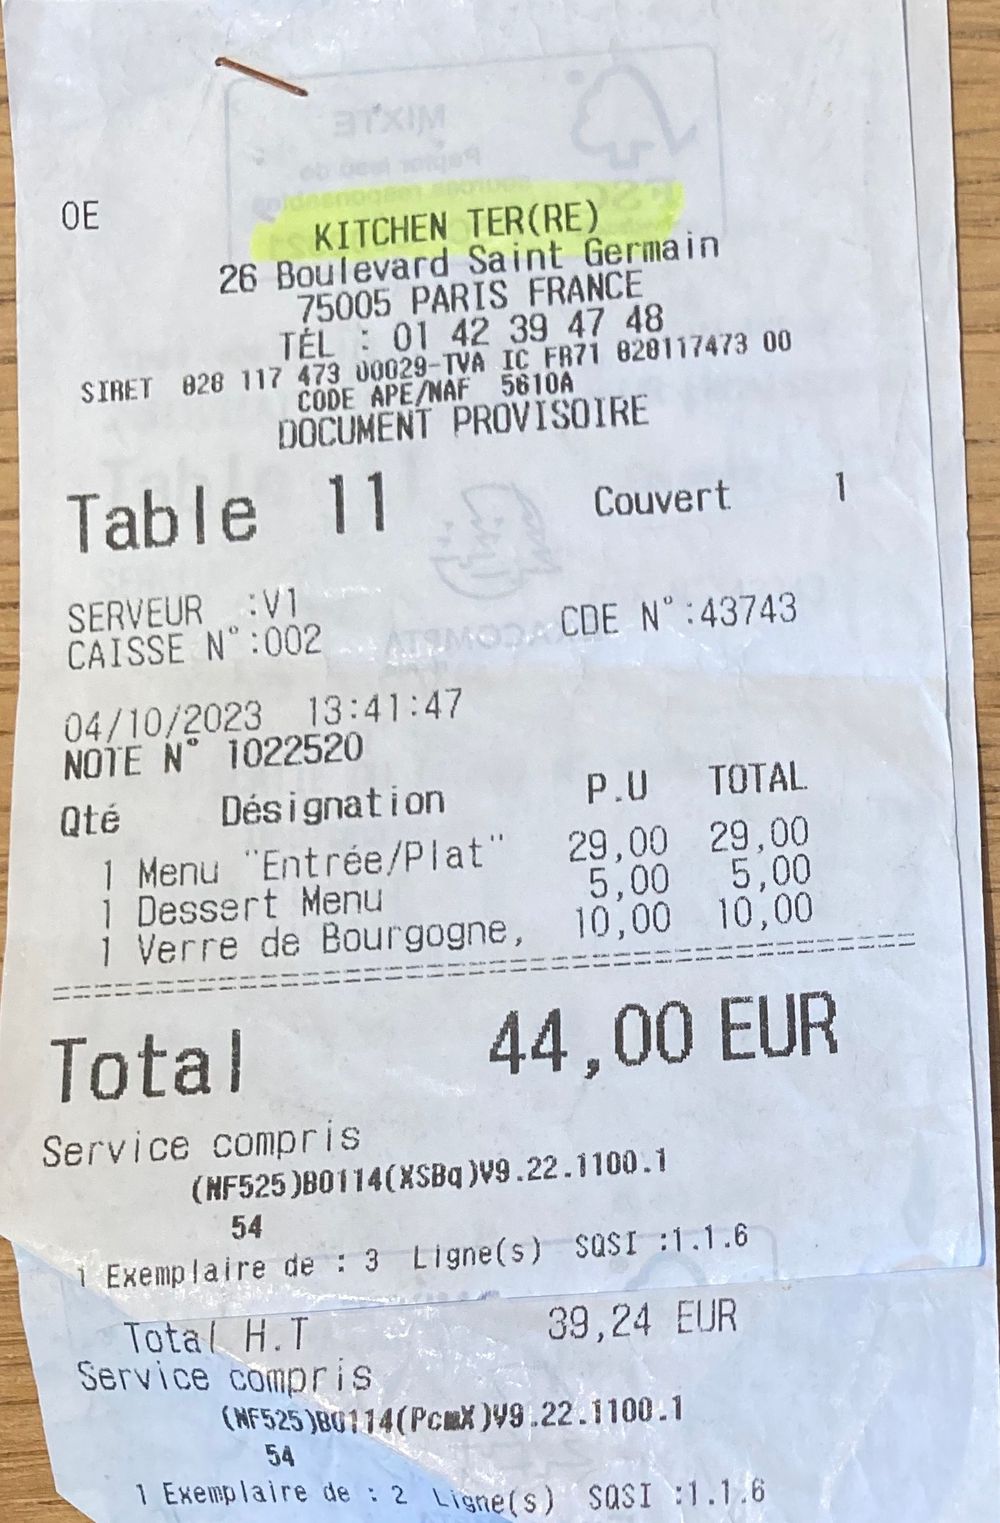 OE
KITCHEN TER(RE)
26 Boulevard Saint Germain
75005 PARIS FRANCE
TÉL : 01 42 39 47 48
SIRET 828 117 473 00029-TVA IC FR71 828117473 00
CODE APE/NAF 5610A
DOCUMENT PROVISOIRE
Table 11 Couvert 1
SERVEUR :V1
CAISSE N°:002 CDE N°:43743
04/10/2023 13:41:47
NOTE N° 1022520
Qté Désignation P.U TOTAL
1 Menu "Entrée/Plat" 29,00 29,00
1 Dessert Menu 5,00 5,00
1 Verre de Bourgogne, 10,00 10,00
Total 44,00 EUR
Service compris
(NF525)B0114(XSBq)V9.22.1100.1
54
1 Exemplaire de : 3 Ligne(s) SQSI :1.1.6
Total H.T 39,24 EUR
Service compris
(NF525)B0114(PcmX)V9.22.1100.1
54
1 Exemplaire de : 2 Ligne(s) SQSI :1.1.6